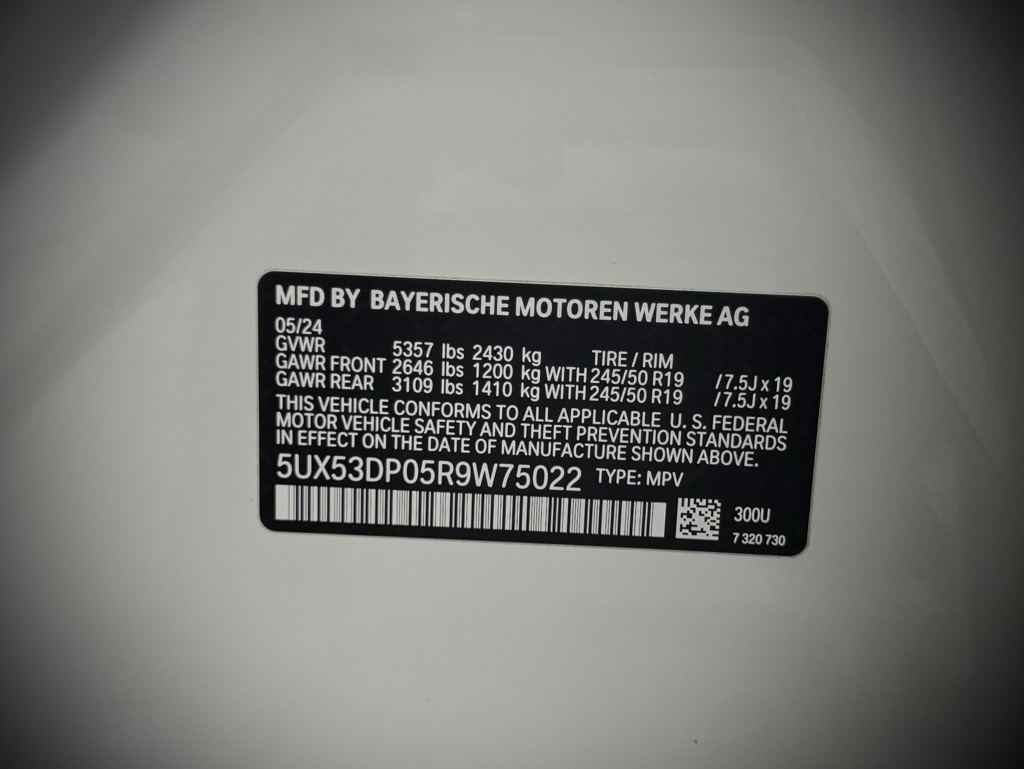 MFD BY BAYERISCHE MOTOREN WERKE AG
05/24
GVWR 5357 lbs 2430 kg TIRE / RIM
GAWR FRONT 2646 lbs 1200 kg WITH 245/50 R19 / 7.5J x 19
GAWR REAR 3109 lbs 1410 kg WITH 245/50 R19 / 7.5J x 19
THIS VEHICLE CONFORMS TO ALL APPLICABLE U. S. FEDERAL
MOTOR VEHICLE SAFETY AND THEFT PREVENTION STANDARDS
IN EFFECT ON THE DATE OF MANUFACTURE SHOWN ABOVE.
5UX53DP05R9W75022 TYPE: MPV
300U
7 320 730